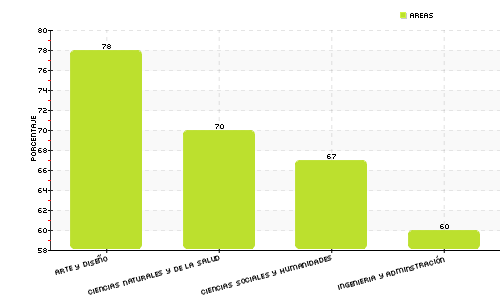 AREAS
80
78
78
76
74
72
70
70
PORCENTAJE
68
67
66
64
62
60
60
58
ARTE Y DISEÑO
CIENCIAS NATURALES Y DE LA SALUD
CIENCIAS SOCIALES Y HUMANIDADES
INGENIERIA Y ADMINSTRACIÓN